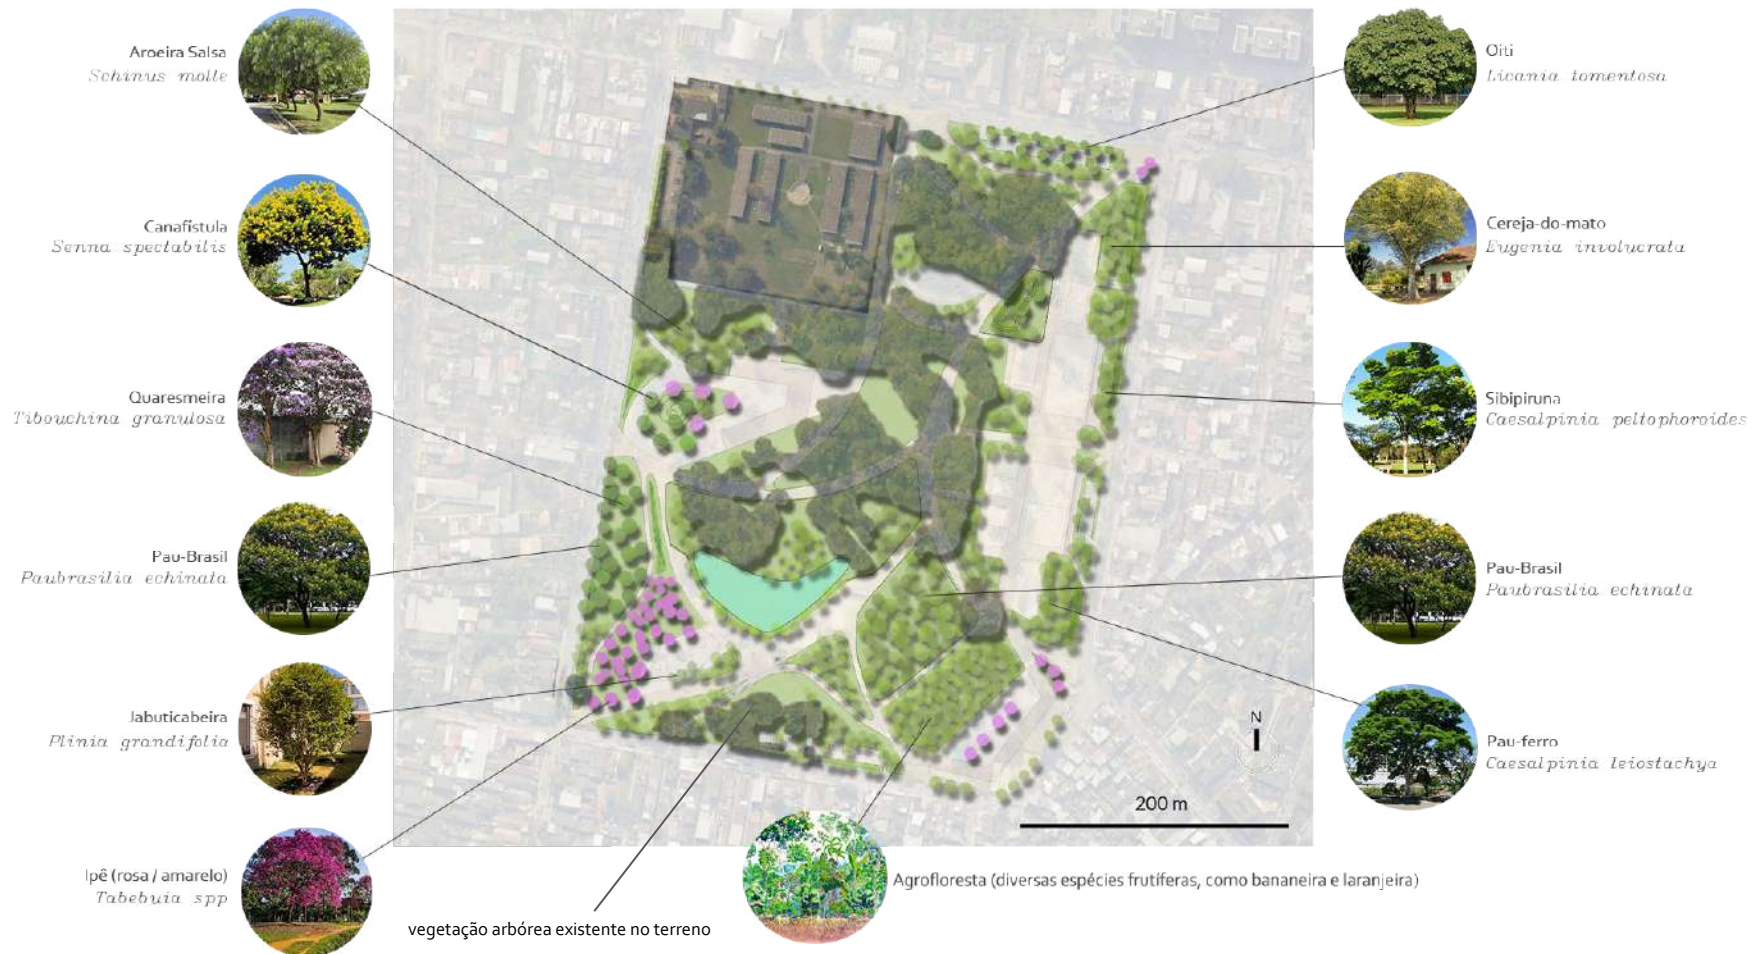 Aroeira Salsa
Schinus molle
Canafístula
Senna spectabilis
Quaresmeira
Tibouchina granulosa
Pau-Brasil
Paubrasilia echinata
Jabuticabeira
Plinia grandifolia
Ipê (rosa / amarelo)
Tabebuia spp
vegetação arbórea existente no terreno
Agrofloresta (diversas espécies frutíferas, como bananeira e laranjeira)
N
200 m
Oiti
Licania tomentosa
Cereja-do-mato
Eugenia involucrata
Sibipiruna
Caesalpinia peltophoroides
Pau-Brasil
Paubrasilia echinata
Pau-ferro
Caesalpinia leiostachya